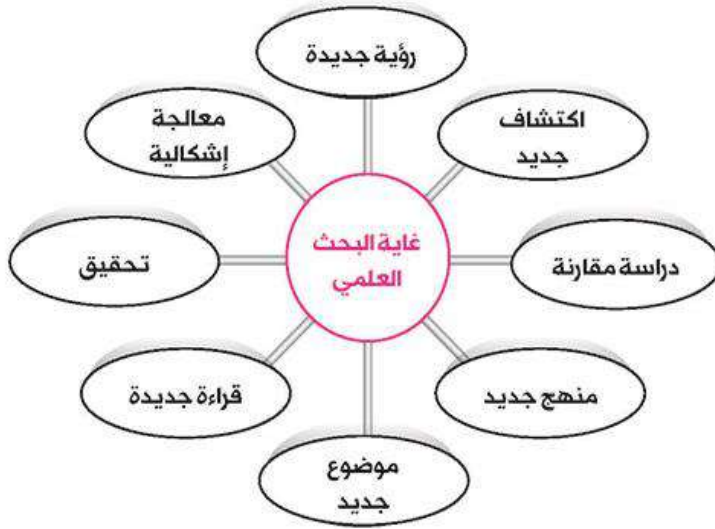 رؤية جديدة
اكتشاف
جديد
معالجة
إشكالية
غاية البحث
العلمي
دراسة مقارنة
تحقيق
منهج جديد
قراءة جديدة
موضوع
جديد